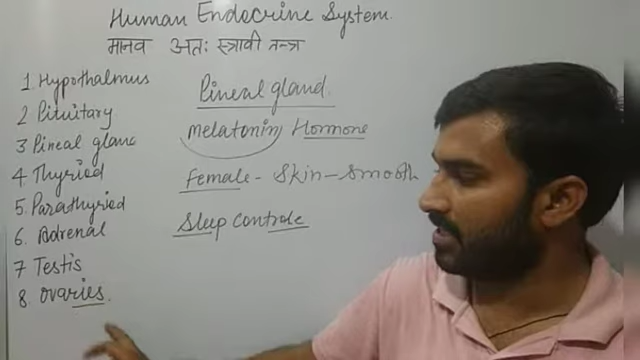 Human Endocrine System.
मानव अतः स्त्रावी तन्त्र
1. Hypothalmus
2 Pituitary
3 Pineal gland
4. Thyried
5. Parathyried
6. Adrenal
7 Testis
8. Ovaries.
Pineal gland.
melatonin Hormone
Female - Skin - Smooth
Sleep Controle